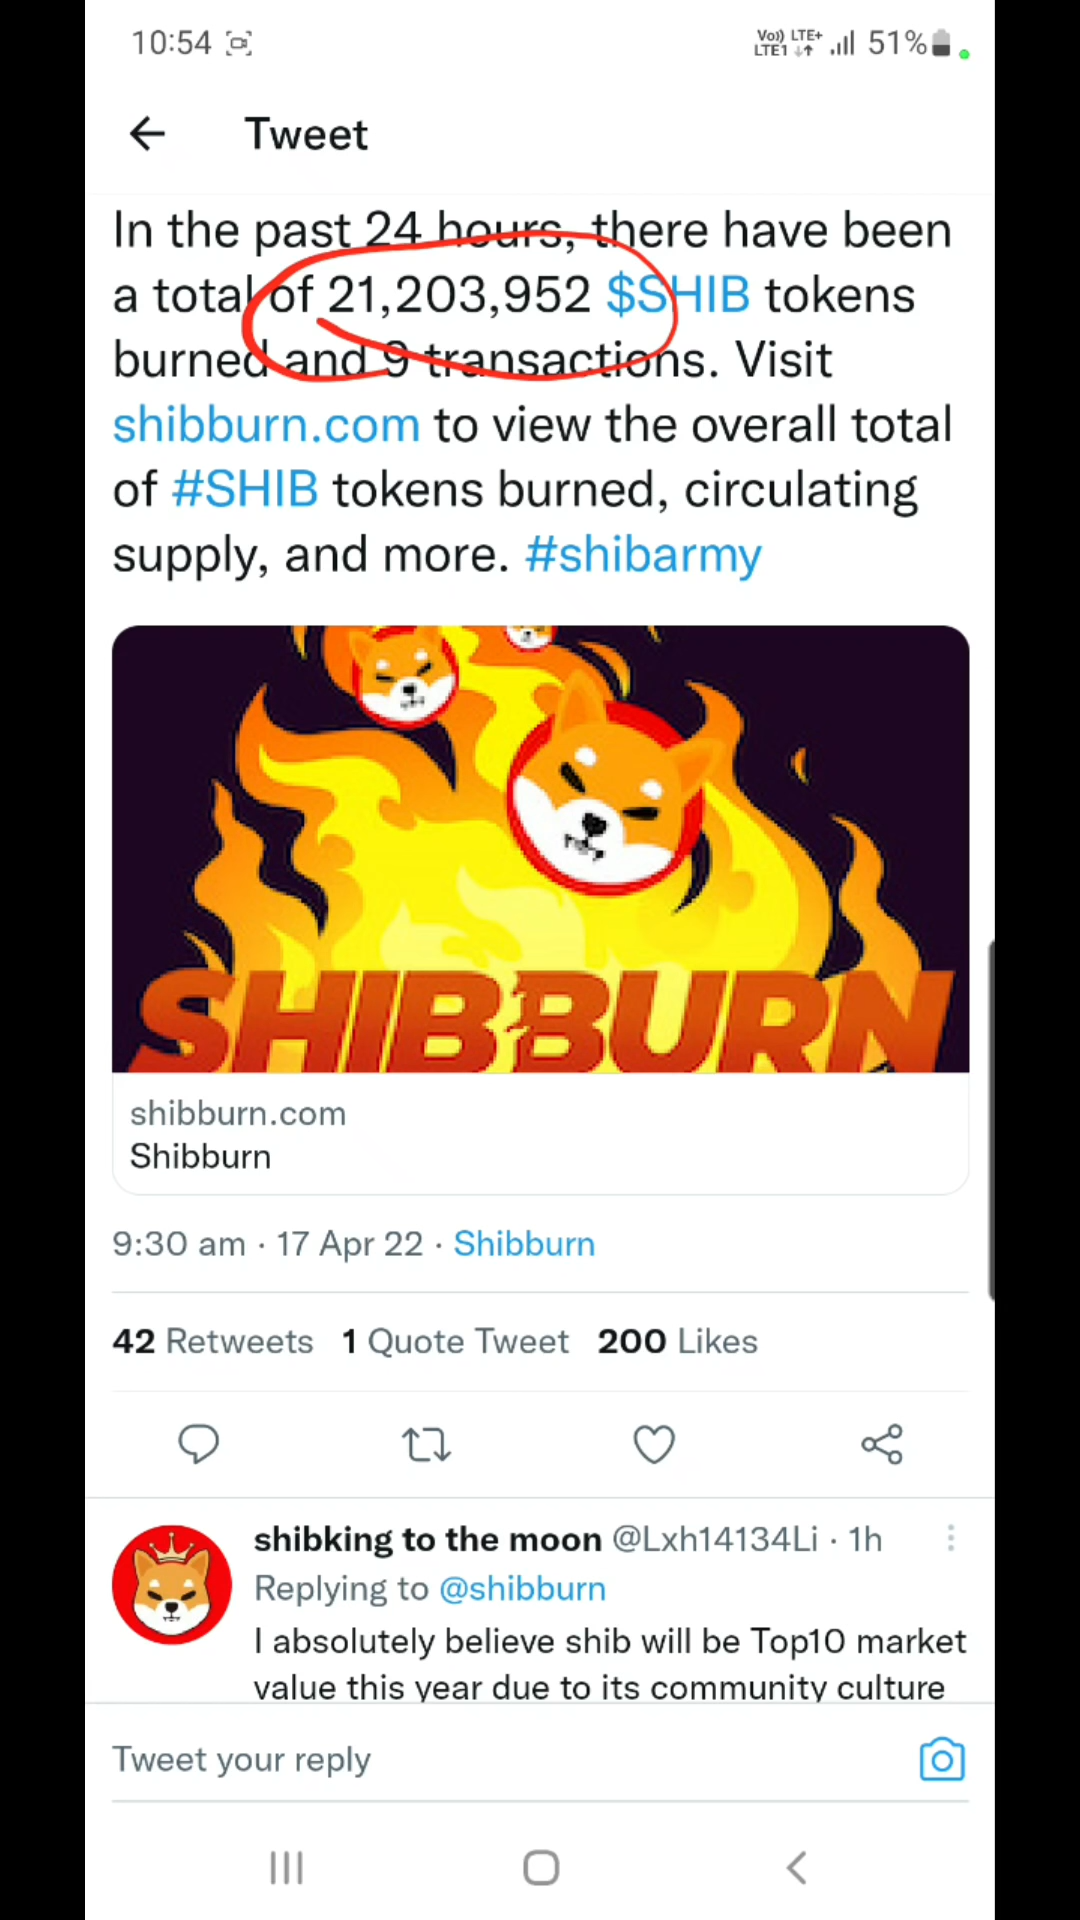 10:54
Vo)) LTE+
LTE1 51%
Tweet
In the past 24 hours, there have been
a total of 21,203,952 $SHIB tokens
burned and 9 transactions. Visit
shibburn.com to view the overall total
of #SHIB tokens burned, circulating
supply, and more. #shibarmy
SHIBBURN
shibburn.com
Shibburn
9:30 am · 17 Apr 22 · Shibburn
42 Retweets 1 Quote Tweet 200 Likes
shibking to the moon @Lxh14134Li · 1h
Replying to @shibburn
I absolutely believe shib will be Top10 market
value this year due to its community culture
Tweet your reply